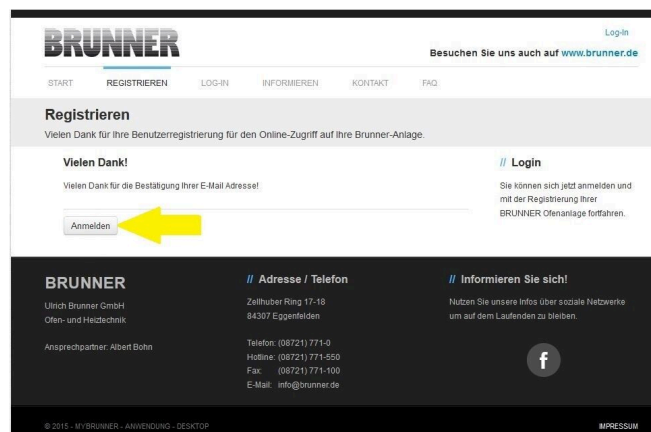 BRUNNER
Log-In
Besuchen Sie uns auch auf www.brunner.de
START REGISTRIEREN LOG-IN INFORMIEREN KONTAKT FAQ
Registrieren
Vielen Dank für Ihre Benutzerregistrierung für den Online-Zugriff auf Ihre Brunner-Anlage.
Vielen Dank!
Vielen Dank für die Bestätigung Ihrer E-Mail Adresse!
Anmelden
// Login
Sie können sich jetzt anmelden und
mit der Registrierung Ihrer
BRUNNER Ofenanlage fortfahren.
BRUNNER
Ulrich Brunner GmbH
Ofen- und Heiztechnik
Ansprechpartner: Albert Bohn
// Adresse / Telefon
Zellhuber Ring 17-18
84307 Eggenfelden
Telefon: (08721) 771-0
Hotline: (08721) 771-550
Fax: (08721) 771-100
E-Mail: info@brunner.de
// Informieren Sie sich!
Nutzen Sie unsere Infos über soziale Netzwerke
um auf dem Laufenden zu bleiben.
f
© 2015 - MYBRUNNER - ANWENDUNG - DESKTOP
IMPRESSUM